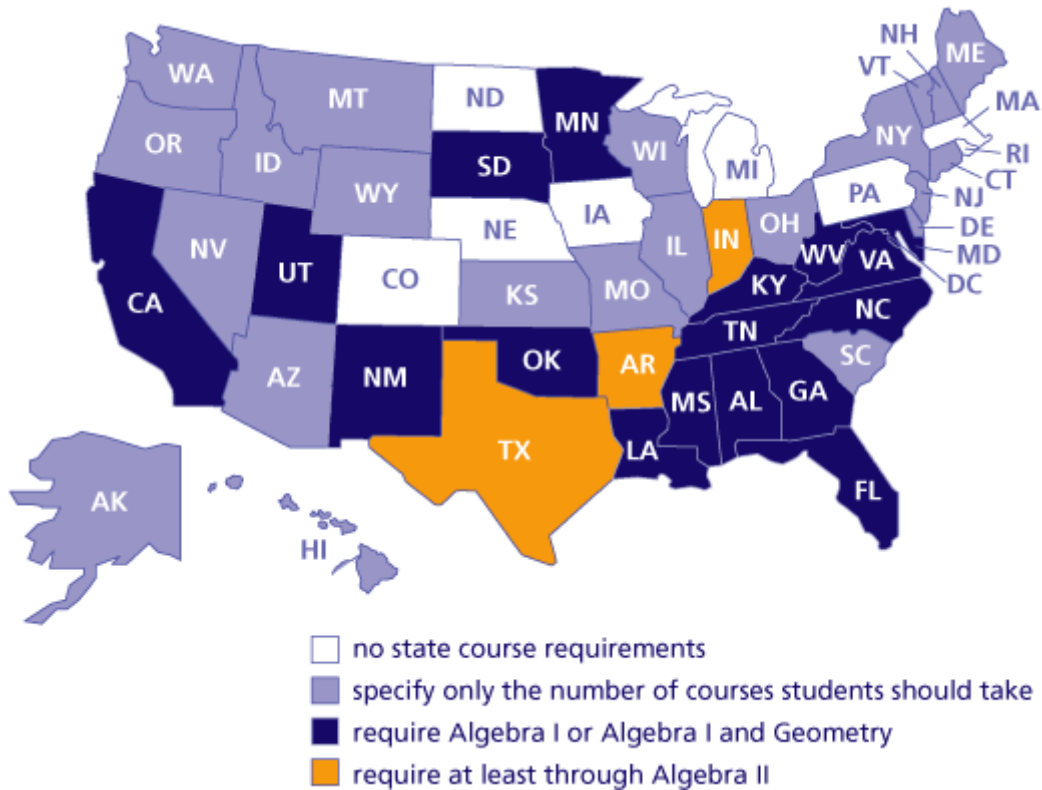 NH
ME
VT
WA
MT
ND
MA
MN
OR
ID
SD
WI
NY
RI
MI
WY
CT
PA
NJ
IA
NE
OH
DE
NV
IL
IN
MD
UT
CO
WV
VA
DC
CA
KS
MO
KY
NC
TN
AZ
NM
OK
AR
SC
MS
AL
GA
TX
LA
FL
AK
HI
no state course requirements
specify only the number of courses students should take
require Algebra I or Algebra I and Geometry
require at least through Algebra II